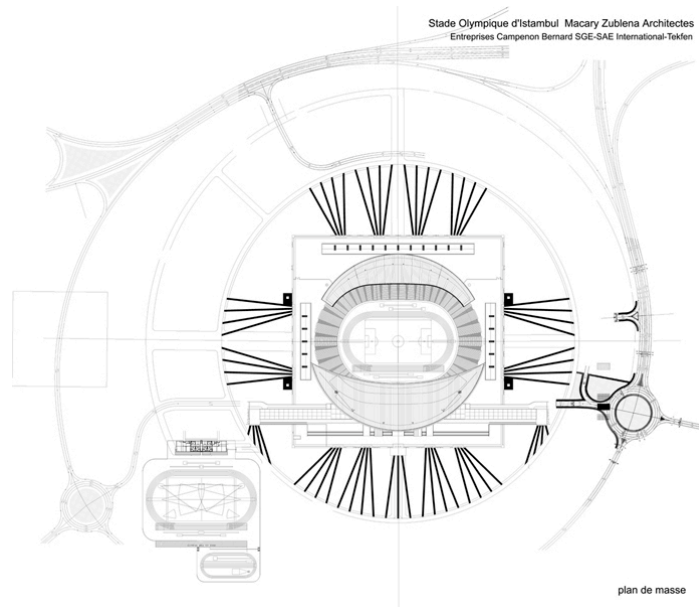 Stade Olympique d'Istambul Macary Zublena Architectes
Entreprises Campenon Bernard SGE-SAE International-Tekfen
plan de masse